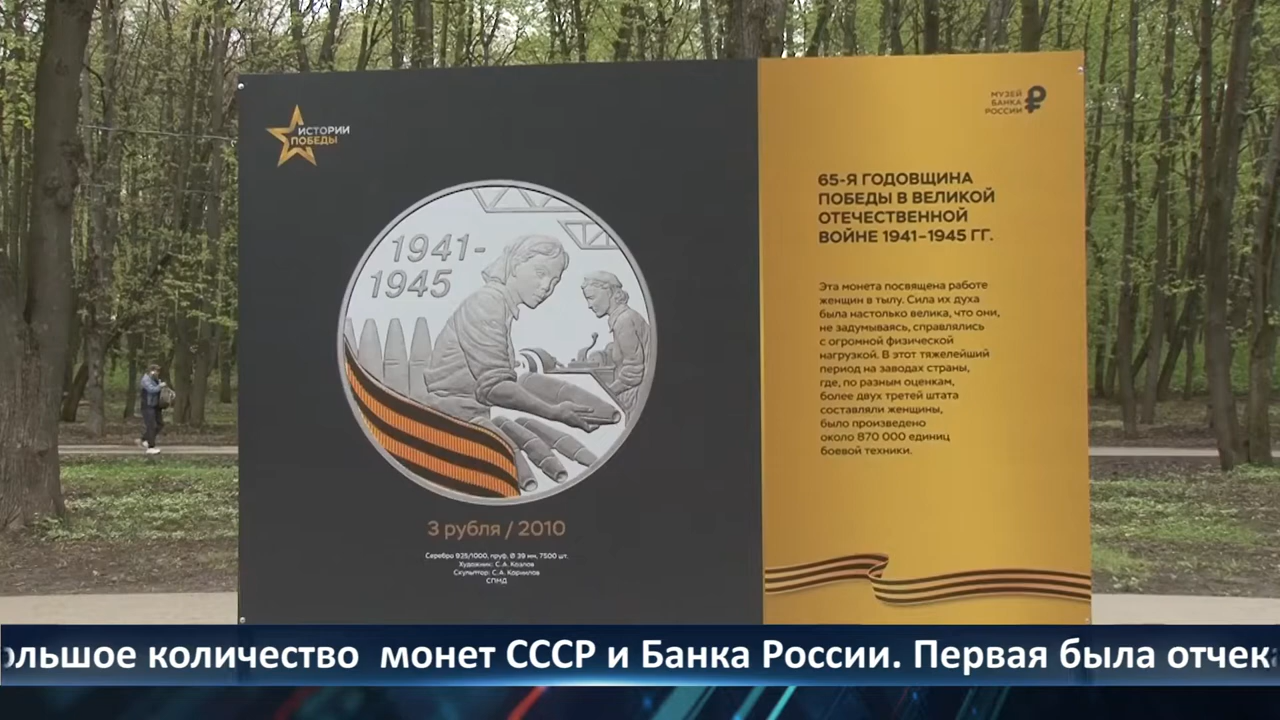 ИСТОРИИ
ПОБЕДЫ
1941-
1945
3 рубля / 2010
Серебро 925/1000, пруф, Ø 39 мм, 7500 шт.
Художник: С.А. Козлов
Скульптор: С.А. Корнилов
СПМД
МУЗЕЙ
БАНКА
РОССИИ
65-Я ГОДОВЩИНА
ПОБЕДЫ В ВЕЛИКОЙ
ОТЕЧЕСТВЕННОЙ
ВОЙНЕ 1941–1945 ГГ.
Эта монета посвящена работе
женщин в тылу. Сила их духа
была настолько велика, что они,
не задумываясь, справлялись
с огромной физической
нагрузкой. В этот тяжелейший
период на заводах страны,
где, по разным оценкам,
более двух третей штата
составляли женщины,
было произведено
около 870 000 единиц
боевой техники.
ольшое количество монет СССР и Банка России. Первая была отчека